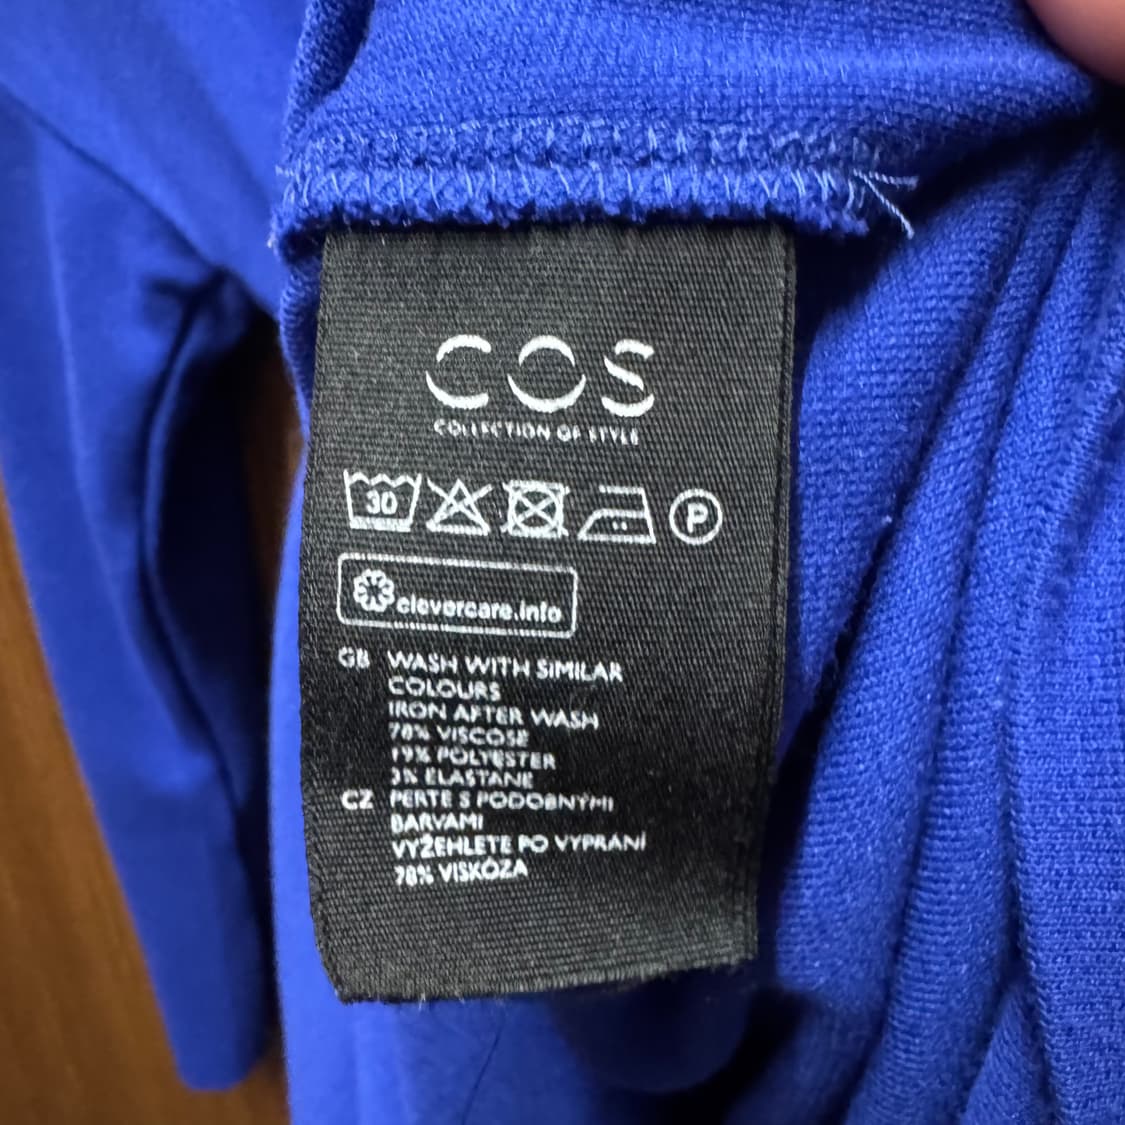 COS
COLLECTION OF STYLE
30 P
clevercare.info
GB WASH WITH SIMILAR
COLOURS
IRON AFTER WASH
78% VISCOSE
19% POLYESTER
3% ELASTANE
CZ PERTE S PODOBNÝMI
BARVAMI
VYŽEHLETE PO VYPRÁNÍ
78% VISKÓZA